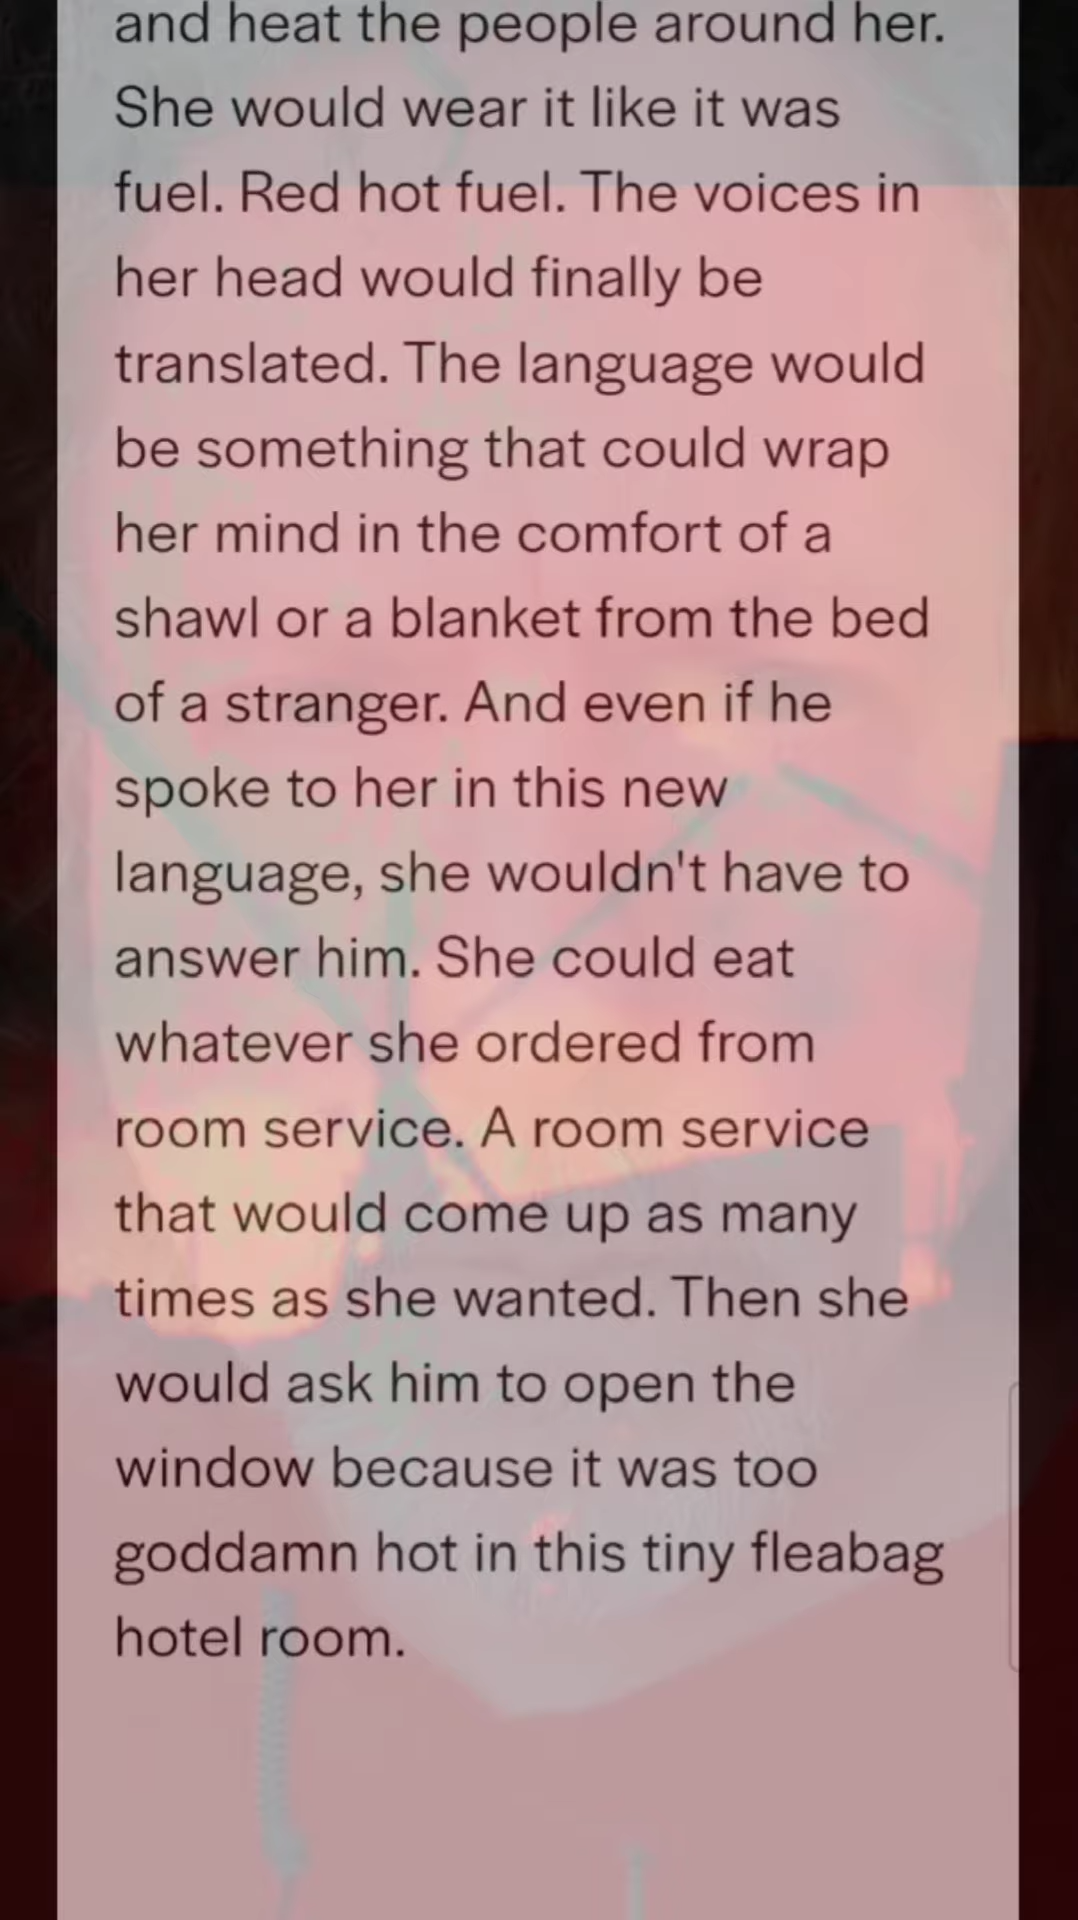 and heat the people around her.
She would wear it like it was
fuel. Red hot fuel. The voices in
her head would finally be
translated. The language would
be something that could wrap
her mind in the comfort of a
shawl or a blanket from the bed
of a stranger. And even if he
spoke to her in this new
language, she wouldn't have to
answer him. She could eat
whatever she ordered from
room service. A room service
that would come up as many
times as she wanted. Then she
would ask him to open the
window because it was too
goddamn hot in this tiny fleabag
hotel room.